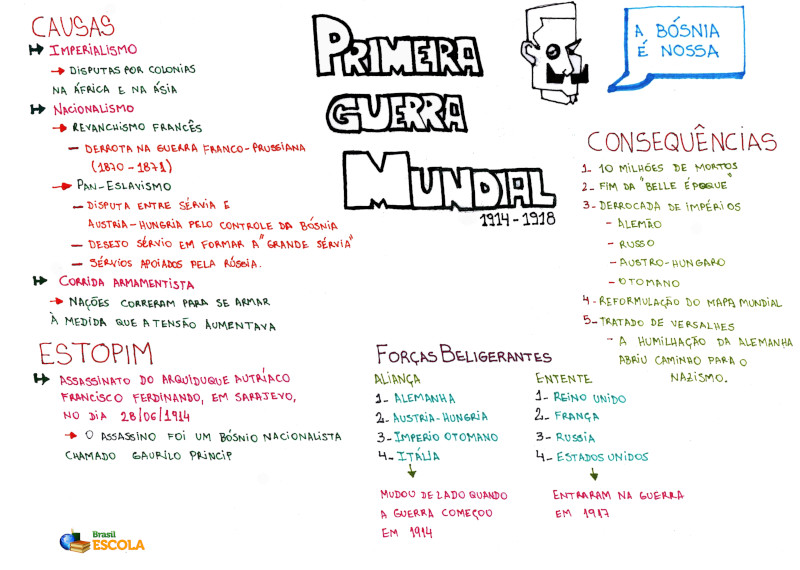 PRIMEIRA
GUERRA
MUNDIAL
1914-1918
A BÓSNIA
É NOSSA
CAUSAS
IMPERIALISMO
DISPUTAS POR COLONIAS
NA ÁFRICA E NA ÁSIA
NACIONALISMO
REVANCHISMO FRANCÊS
- DERROTA NA GUERRA FRANCO-PRUSSIANA
(1870-1871)
PAN-ESLAVISMO
- DISPUTA ENTRE SÉRVIA E
AUSTRIA-HUNGRIA PELO CONTROLE DA BÓSNIA
- DESEJO SÉRVIO EM FORMAR A "GRANDE SÉRVIA"
- SÉRVIOS APOIADOS PELA RÚSSIA.
CORRIDA ARMAMENTISTA
NAÇÕES CORRERAM PARA SE ARMAR
À MEDIDA QUE A TENSÃO AUMENTAVA
ESTOPIM
ASSASSINATO DO ARQUIDUQUE AUTRÍACO
FRANCISCO FERDINANDO, EM SARAJEVO,
NO DIA 28/06/1914
O ASSASSINO FOI UM BÓSNIO NACIONALISTA
CHAMADO GAURILO PRINCIP
FORÇAS BELIGERANTES
ALIANÇA
1- ALEMANHA
2- AUSTRIA-HUNGRIA
3- IMPERIO OTOMANO
4- ITÁLIA
MUDOU DE LADO QUANDO
A GUERRA COMEÇOU
EM 1914
ENTENTE
1- REINO UNIDO
2- FRANÇA
3- RUSSIA
4- ESTADOS UNIDOS
ENTRARAM NA GUERRA
EM 1917
CONSEQUÊNCIAS
1- 10 MILHÕES DE MORTOS
2- FIM DA "BELLE ÉPOQUE"
3- DERROCADA DE IMPÉRIOS
- ALEMÃO
- RUSSO
- AUSTRO-HUNGARO
- OTOMANO
4- REFORMULAÇÃO DO MAPA MUNDIAL
5- TRATADO DE VERSALHES
- A HUMILHAÇÃO DA ALEMANHA
ABRIU CAMINHO PARA O
NAZISMO.
Brasil
ESCOLA